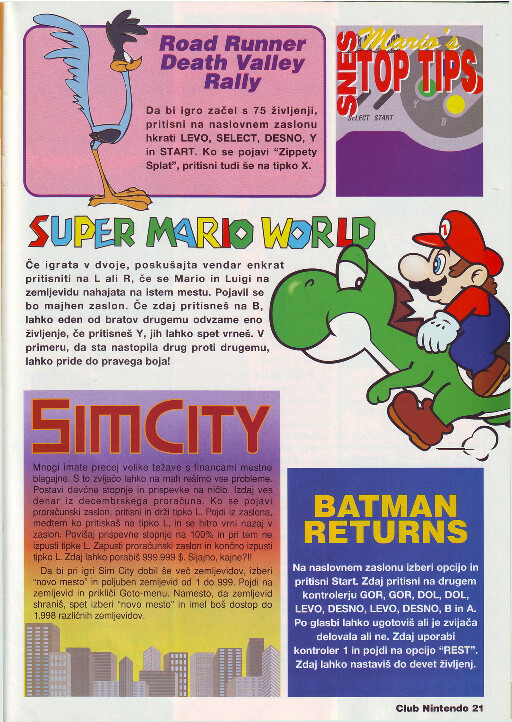 Road Runner
Death Valley
Rally
Da bi igro začel s 75 življenji,
pritisni na naslovnem zaslonu
hkrati LEVO, SELECT, DESNO, Y
in START. Ko se pojavi "Zippety
Splat", pritisni tudi še na tipko X.
SNES
Mario's
TOP TIPS
SELECT START
Y
B
SUPER MARIO WORLD
Če igrata v dvoje, poskušajta vendar enkrat
pritisniti na L ali R, če se Mario in Luigi na
zemljevidu nahajata na istem mestu. Pojavil se
bo majhen zaslon. Če zdaj pritisneš na B,
lahko eden od bratov drugemu odvzame eno
življenje, če pritisneš Y, jih lahko spet vrneš. V
primeru, da sta nastopila drug proti drugemu,
lahko pride do pravega boja!
M
SIMCITY
Mnogi imate precej velike težave s financami mestne
blagajne. S to zvijačo lahko na mah rešimo vse probleme.
Postavi davčne stopnje in prispevke na ničlo. Izdaj ves
denar iz decembrskega proračuna. Ko se pojavi
proračunski zaslon, pritisni in drži tipko L. Pojdi iz zaslona,
medtem ko pritiskaš na tipko L, in se hitro vrni nazaj v
zaslon. Povišaj prispevne stopnje na 100% in pri tem ne
izpusti tipke L. Zapusti proračunski zaslon in končno izpusti
tipko L. Zdaj lahko porabiš 999.999 $. Sijajno, kajne?!!
Da bi pri igri Sim City dobil še več zemljevidov, izberi
"novo mesto" in poljuben zemljevid od 1 do 999. Pojdi na
zemljevid in prikliči Goto-menu. Namesto, da zemljevid
shraniš, spet izberi "novo mesto" in imel boš dostop do
1.998 različnih zemljevidov.
BATMAN
RETURNS
Na naslovnem zaslonu izberi opcijo in
pritisni Start. Zdaj pritisni na drugem
kontrolerju GOR, GOR, DOL, DOL,
LEVO, DESNO, LEVO, DESNO, B in A.
Po glasbi lahko ugotoviš ali je zvijača
delovala ali ne. Zdaj uporabi
kontroler 1 in pojdi na opcijo "REST".
Zdaj lahko nastaviš do devet življenj.
Club Nintendo 21